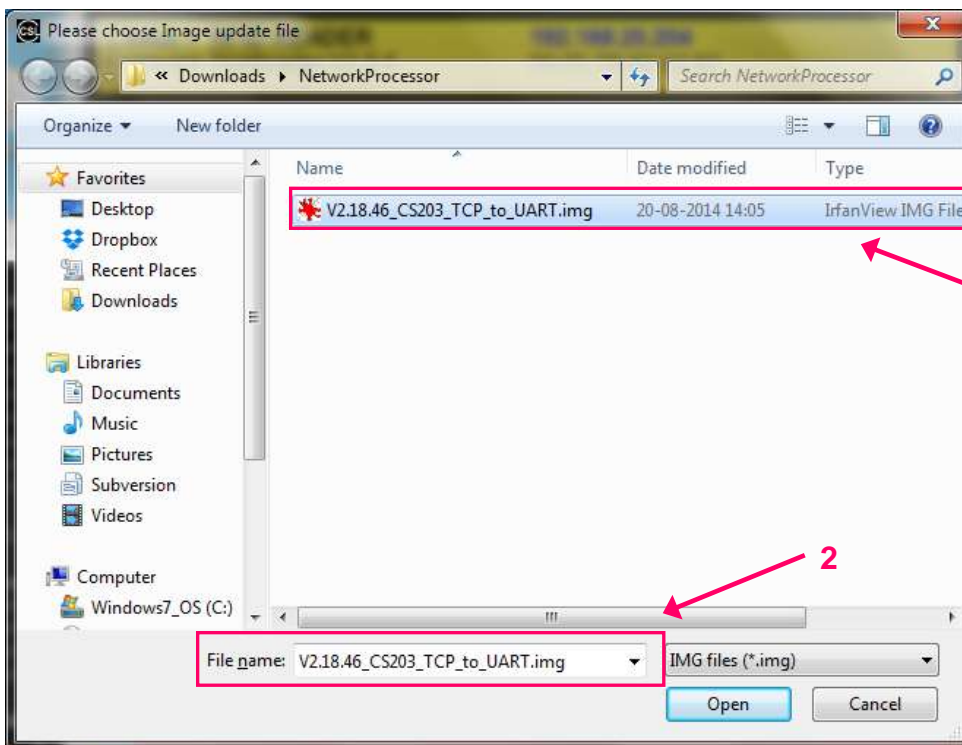 Please choose Image update file
« Downloads ▸ NetworkProcessor
Search NetworkProcessor
Organize
New folder
Name
Date modified
Type
V2.18.46_CS203_TCP_to_UART.img
20-08-2014 14:05
IrfanView IMG File
Favorites
Desktop
Dropbox
Recent Places
Downloads
Libraries
Documents
Music
Pictures
Subversion
Videos
Computer
Windows7_OS (C:)
2
File name: V2.18.46_CS203_TCP_to_UART.img
IMG files (*.img)
Open
Cancel